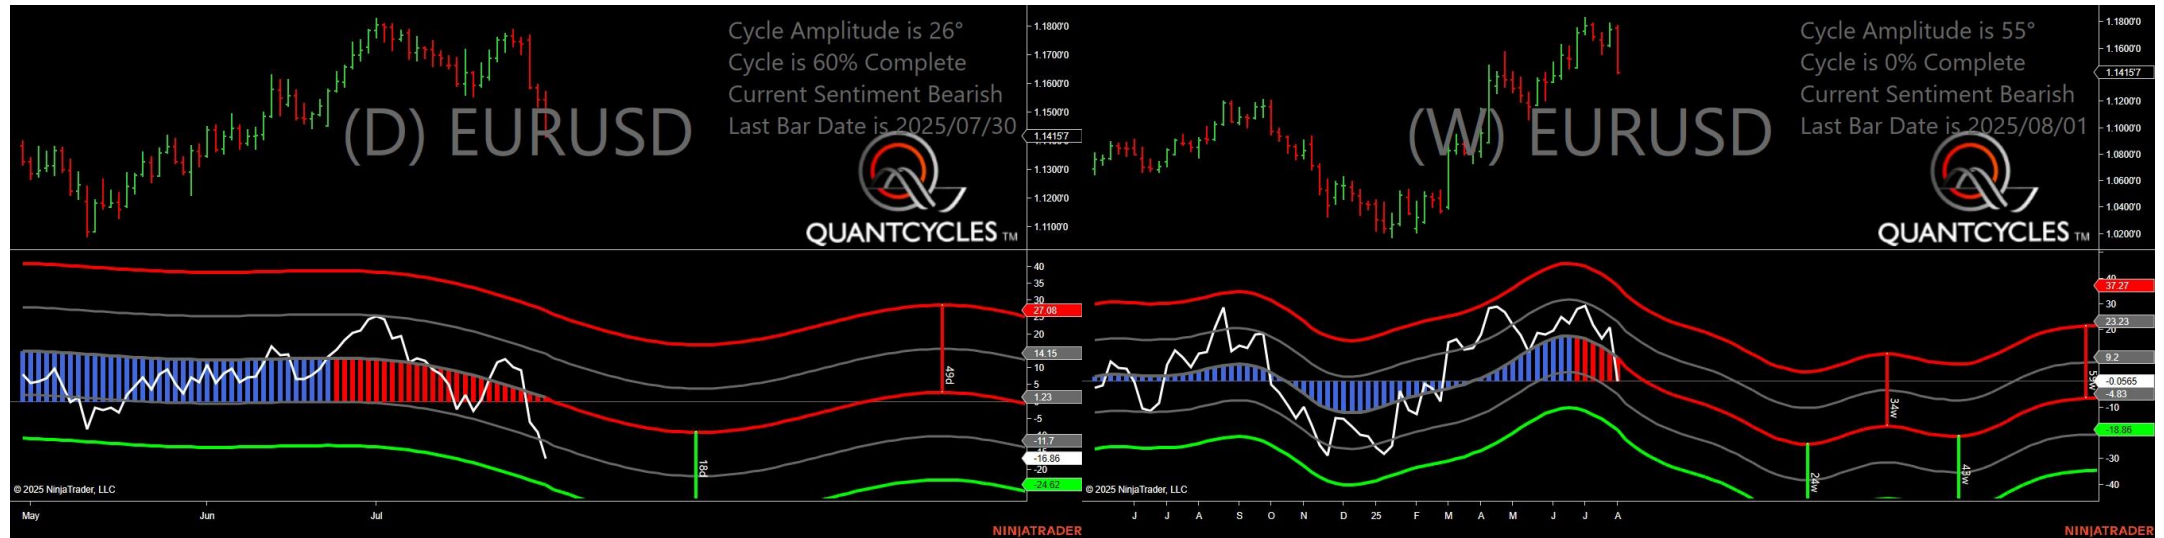 Cycle Amplitude is 26°
Cycle is 60% Complete
Current Sentiment Bearish
Last Bar Date is 2025/07/30
(D) EURUSD
QUANTCYCLES TM
1.1800'0
1.1700'0
1.1600'0
1.1500'0
1.1415'7
1.1300'0
1.1200'0
1.1100'0
40
35
30
27.08
20
14.15
10
5
1.23
-5
-11.7
-16.86
-20
-24.62
49d
18d
© 2025 NinjaTrader, LLC
May
Jun
Jul
NINJATRADER
Cycle Amplitude is 55°
Cycle is 0% Complete
Current Sentiment Bearish
Last Bar Date is 2025/08/01
(W) EURUSD
QUANTCYCLES TM
1.1800'0
1.1600'0
1.1415'7
1.1200'0
1.1000'0
1.0800'0
1.0600'0
1.0400'0
1.0200'0
40
37.27
30
23.23
20
9.2
-0.0565
-4.83
-10
-18.86
-30
-40
34w
59w
24w
43w
© 2025 NinjaTrader, LLC
J
J
A
S
O
N
D
25
F
M
A
M
J
J
A
NINJATRADER